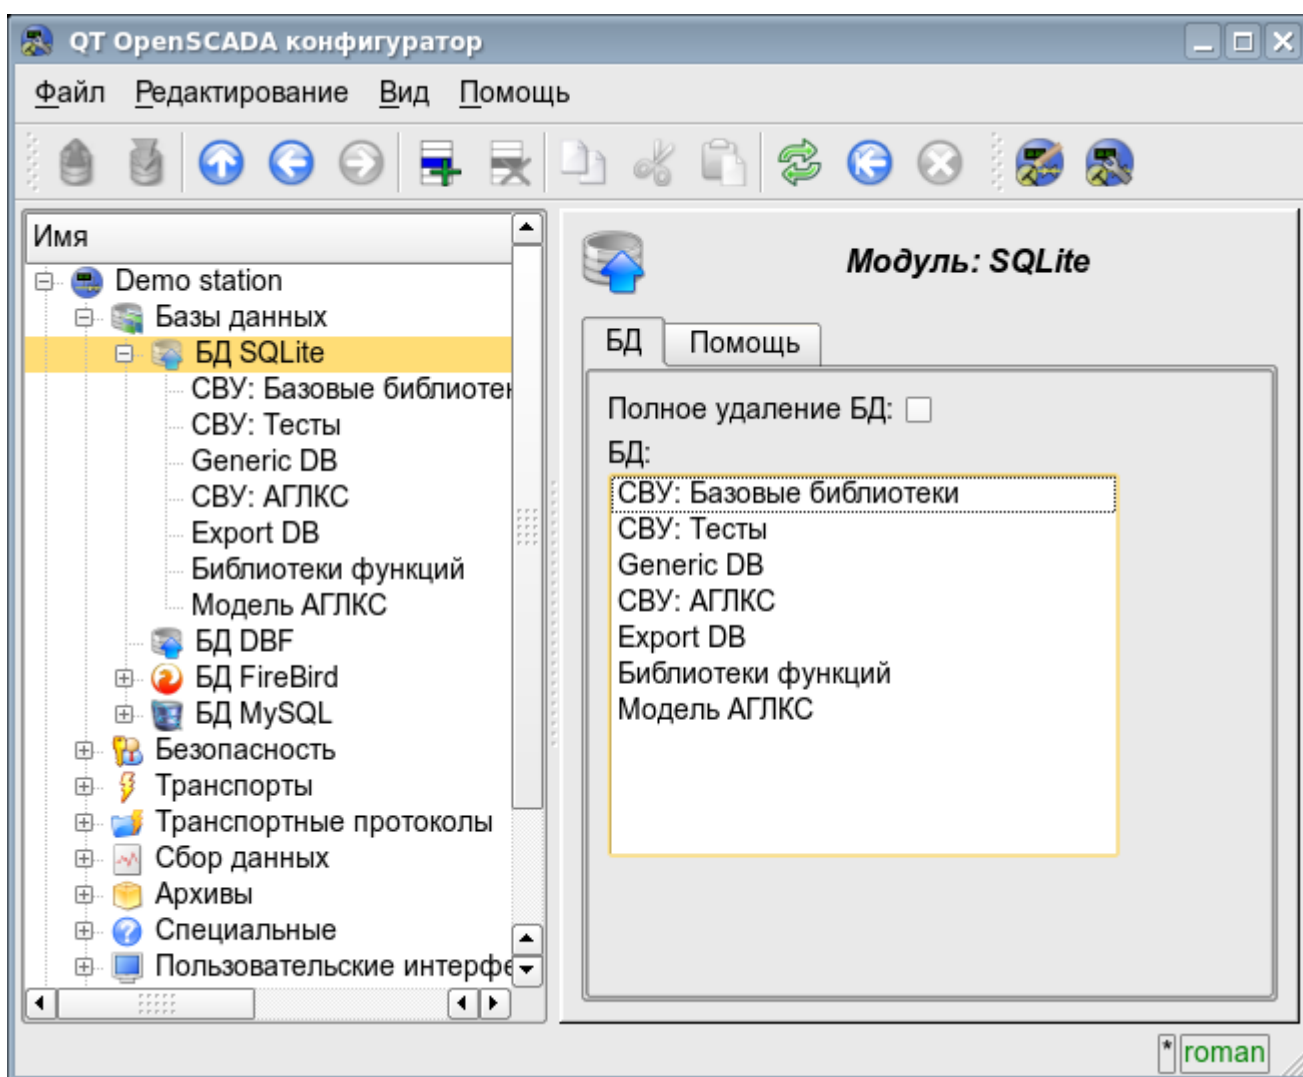 QT OpenSCADA конфигуратор
Файл Редактирование Вид Помощь
Имя
Demo station
Базы данных
БД SQLite
СВУ: Базовые библиотек
СВУ: Тесты
Generic DB
СВУ: АГЛКС
Export DB
Библиотеки функций
Модель АГЛКС
БД DBF
БД FireBird
БД MySQL
Безопасность
Транспорты
Транспортные протоколы
Сбор данных
Архивы
Специальные
Пользовательские интерфе
Модуль: SQLite
БД Помощь
Полное удаление БД:
БД:
СВУ: Базовые библиотеки
СВУ: Тесты
Generic DB
СВУ: АГЛКС
Export DB
Библиотеки функций
Модель АГЛКС
* roman